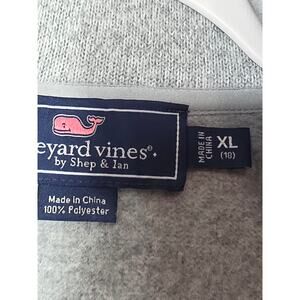 eyard vines®
by Shep & Ian
MADE IN
CHINA
XL
(18)
Made in China
100% Polyester